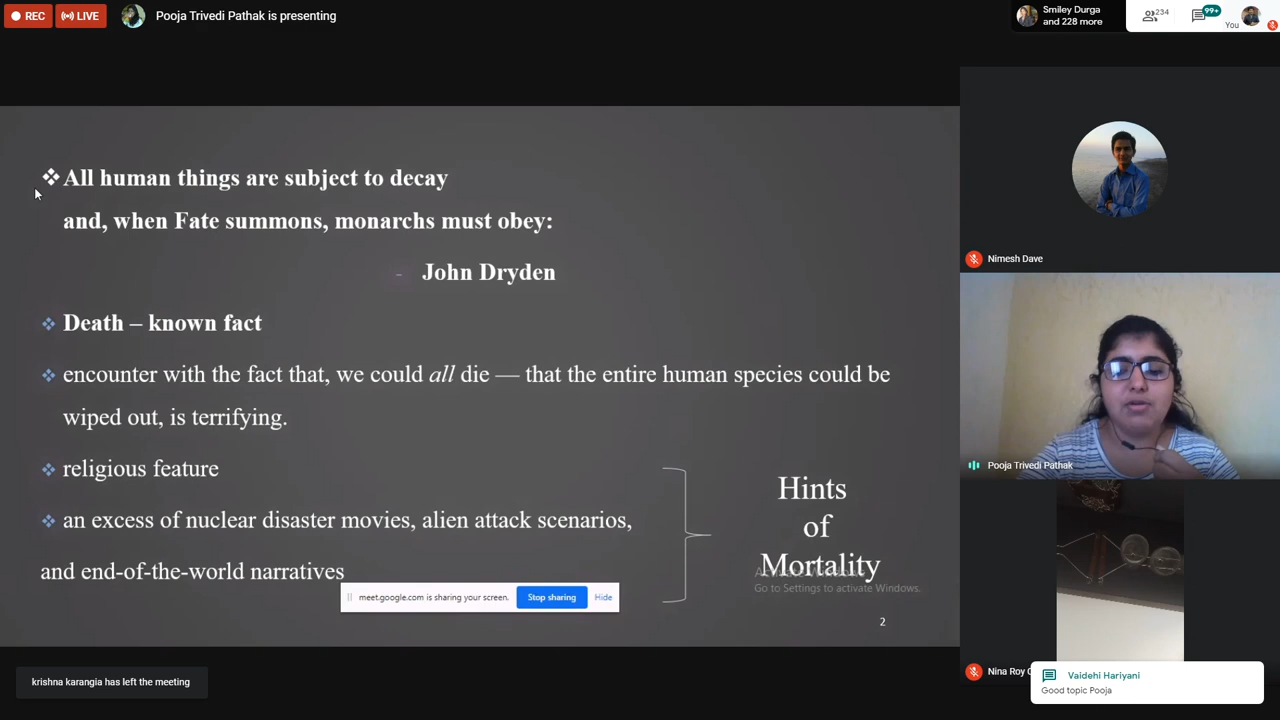 REC
LIVE
Pooja Trivedi Pathak is presenting
Smiley Durga
and 228 more
234
99+
You
❖ All human things are subject to decay
and, when Fate summons, monarchs must obey:
- John Dryden
❖ Death – known fact
❖ encounter with the fact that, we could all die — that the entire human species could be
wiped out, is terrifying.
❖ religious feature
❖ an excess of nuclear disaster movies, alien attack scenarios,
and end-of-the-world narratives
Hints
of
Mortality
Go to Settings to activate Windows.
meet.google.com is sharing your screen.
Stop sharing
Hide
2
Nimesh Dave
Pooja Trivedi Pathak
Nina Roy
krishna karangia has left the meeting
Vaidehi Hariyani
Good topic Pooja